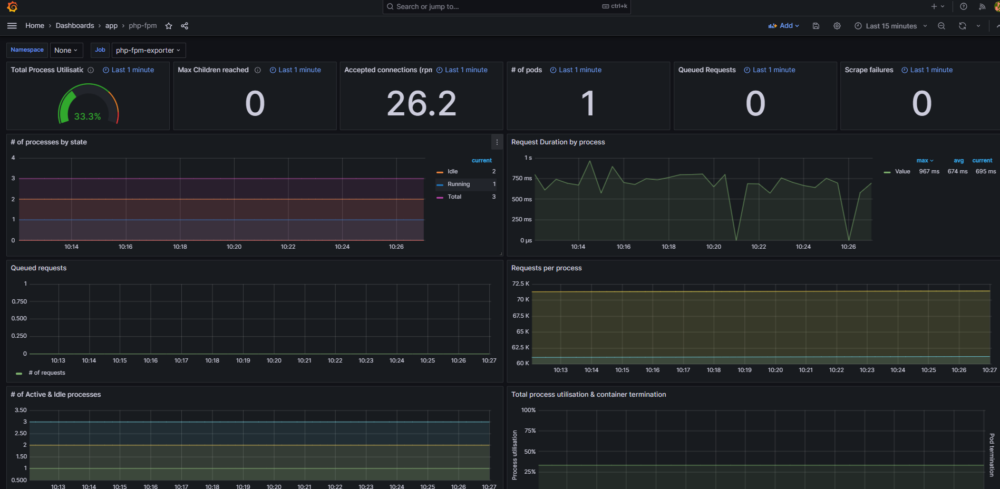 Search or jump to... ctrl+k
Home › Dashboards › app › php-fpm
Add Last 15 minutes
Namespace None Job php-fpm-exporter
Total Process Utilisatic Last 1 minute
33.3%
Max Children reached Last 1 minute
0
Accepted connections (rpm Last 1 minute
26.2
# of pods Last 1 minute
1
Queued Requests Last 1 minute
0
Scrape failures Last 1 minute
0
# of processes by state
4
3
2
1
0
10:14 10:16 10:18 10:20 10:22 10:24 10:26
current
Idle 2
Running 1
Total 3
Request Duration by process
1 s
750 ms
500 ms
250 ms
0 µs
10:14 10:16 10:18 10:20 10:22 10:24 10:26
max avg current
Value 967 ms 674 ms 695 ms
Queued requests
1
0.750
0.500
0.250
0
10:13 10:14 10:15 10:16 10:17 10:18 10:19 10:20 10:21 10:22 10:23 10:24 10:25 10:26 10:27
# of requests
Requests per process
72.5 K
70 K
67.5 K
65 K
62.5 K
60 K
10:13 10:14 10:15 10:16 10:17 10:18 10:19 10:20 10:21 10:22 10:23 10:24 10:25 10:26 10:27
# of Active & Idle processes
3.50
3
2.50
2
1.50
1
0.500
10:13 10:14 10:15 10:16 10:17 10:18 10:19 10:20 10:21 10:22 10:23 10:24 10:25 10:26 10:27
Total process utilisation & container termination
Process utilisation
100%
75%
50%
25%
Pod termination